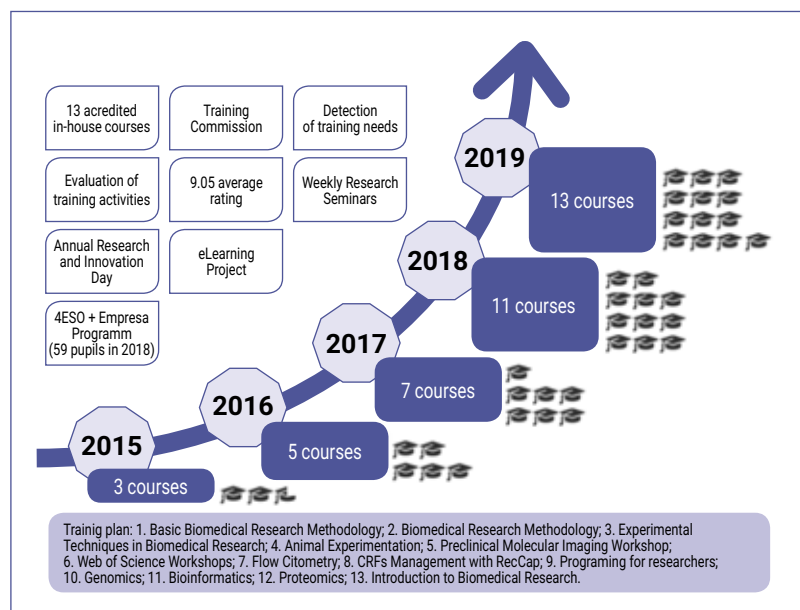 13 acredited
in-house courses
Training
Commission
Detection
of training needs
Evaluation of
training activities
9.05 average
rating
Weekly Research
Seminars
Annual Research
and Innovation
Day
eLearning
Project
4ESO + Empresa
Programm
(59 pupils in 2018)
2019
13 courses
2018
11 courses
2017
7 courses
2016
5 courses
2015
3 courses
Trainig plan: 1. Basic Biomedical Research Methodology; 2. Biomedical Research Methodology; 3. Experimental
Techniques in Biomedical Research; 4. Animal Experimentation; 5. Preclinical Molecular Imaging Workshop;
6. Web of Science Workshops; 7. Flow Citometry; 8. CRFs Management with RecCap; 9. Programing for researchers;
10. Genomics; 11. Bioinformatics; 12. Proteomics; 13. Introduction to Biomedical Research.